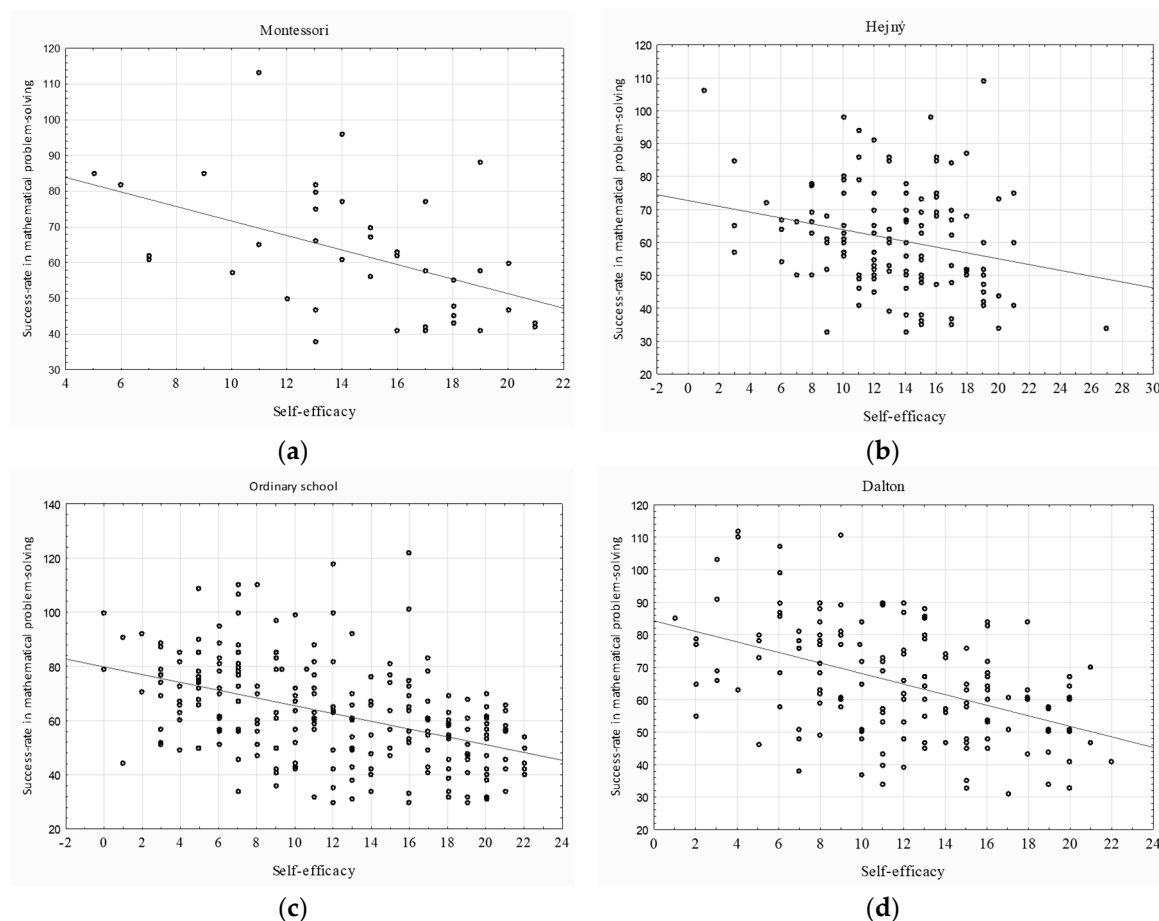 Montessori
Success-rate in mathematical problem-solving
120
110
100
90
80
70
60
50
40
30
4 6 8 10 12 14 16 18 20 22
Self-efficacy
(a)
Hejný
Success-rate in mathematical problem-solving
120
110
100
90
80
70
60
50
40
30
20
-2 0 2 4 6 8 10 12 14 16 18 20 22 24 26 28 30
Self-efficacy
(b)
Ordinary school
Success-rate in mathematical problem-solving
140
120
100
80
60
40
20
-2 0 2 4 6 8 10 12 14 16 18 20 22 24
Self-efficacy
(c)
Dalton
Success-rate in mathematical problem-solving
120
110
100
90
80
70
60
50
40
30
20
0 2 4 6 8 10 12 14 16 18 20 22 24
Self-efficacy
(d)